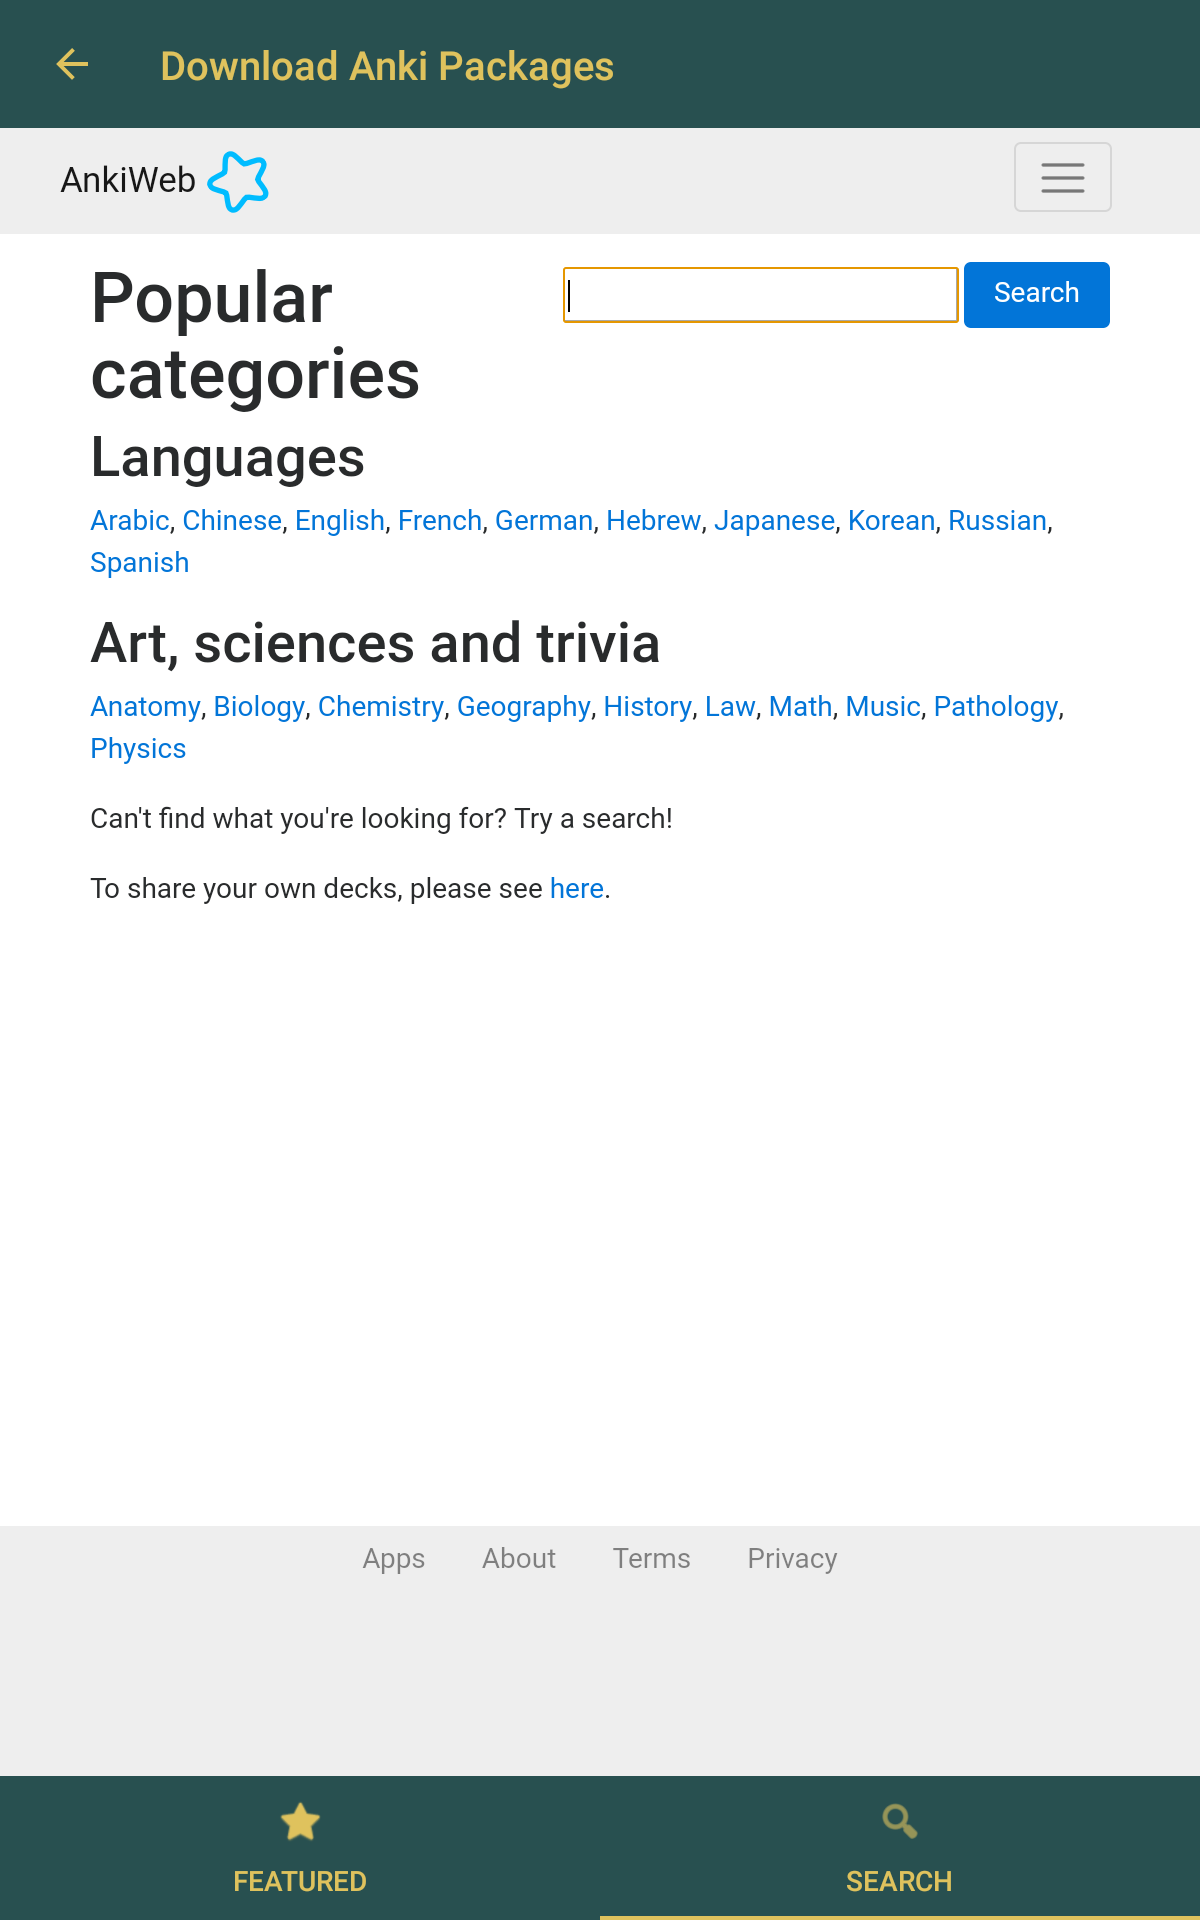 Download Anki Packages
AnkiWeb
Popular
categories
Search
Languages
Arabic, Chinese, English, French, German, Hebrew, Japanese, Korean, Russian,
Spanish
Art, sciences and trivia
Anatomy, Biology, Chemistry, Geography, History, Law, Math, Music, Pathology,
Physics
Can't find what you're looking for? Try a search!
To share your own decks, please see here.
Apps About Terms Privacy
FEATURED SEARCH